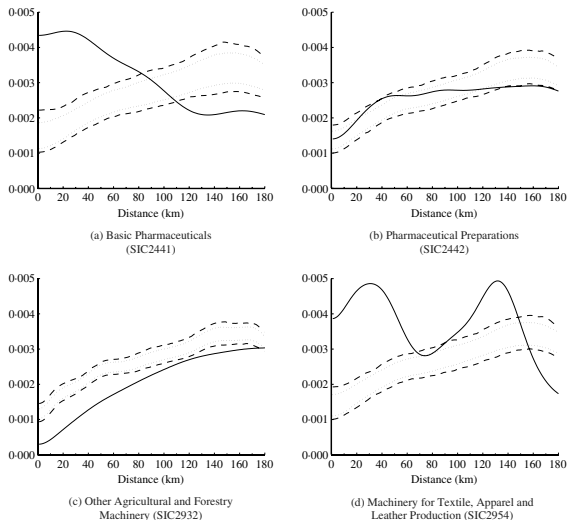 0·005
0·004
0·003
0·002
0·001
0·000
0 20 40 60 80 100 120 140 160 180
Distance (km)
(a) Basic Pharmaceuticals
(SIC2441)
0·005
0·004
0·003
0·002
0·001
0·000
0 20 40 60 80 100 120 140 160 180
Distance (km)
(b) Pharmaceutical Preparations
(SIC2442)
0·005
0·004
0·003
0·002
0·001
0·000
0 20 40 60 80 100 120 140 160 180
Distance (km)
(c) Other Agricultural and Forestry
Machinery (SIC2932)
0·005
0·004
0·003
0·002
0·001
0·000
0 20 40 60 80 100 120 140 160 180
Distance (km)
(d) Machinery for Textile, Apparel and
Leather Production (SIC2954)